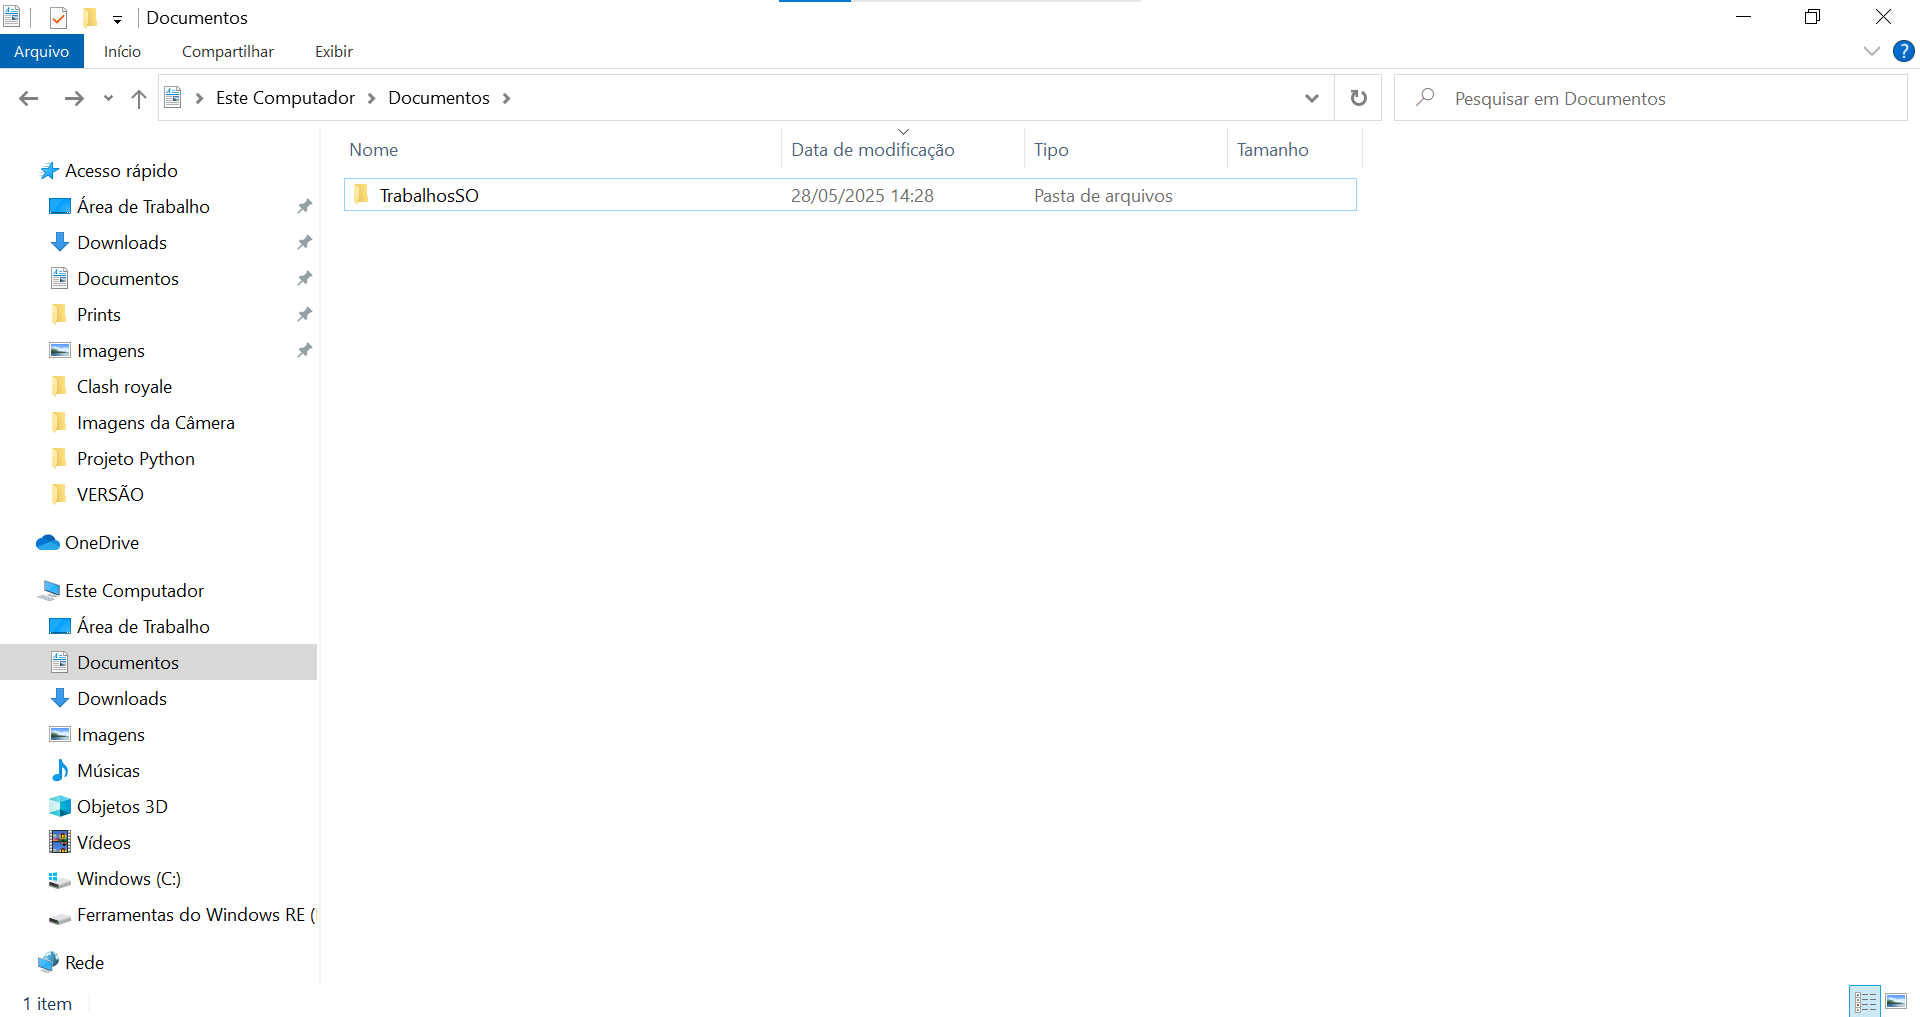 Documentos
Arquivo Início Compartilhar Exibir ?
Este Computador Documentos
Pesquisar em Documentos
Nome Data de modificação Tipo Tamanho
TrabalhosSO 28/05/2025 14:28 Pasta de arquivos
Acesso rápido
Área de Trabalho
Downloads
Documentos
Prints
Imagens
Clash royale
Imagens da Câmera
Projeto Python
VERSÃO
OneDrive
Este Computador
Área de Trabalho
Documentos
Downloads
Imagens
Músicas
Objetos 3D
Vídeos
Windows (C:)
Ferramentas do Windows RE (
Rede
1 item